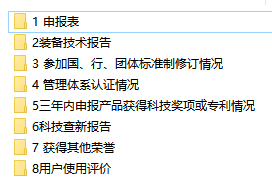 1 申报表
2装备技术报告
3 参加国、行、团体标准制修订情况
4 管理体系认证情况
5三年内申报产品获得科技奖项或专利情况
6科技查新报告
7 获得其他荣誉
8用户使用评价